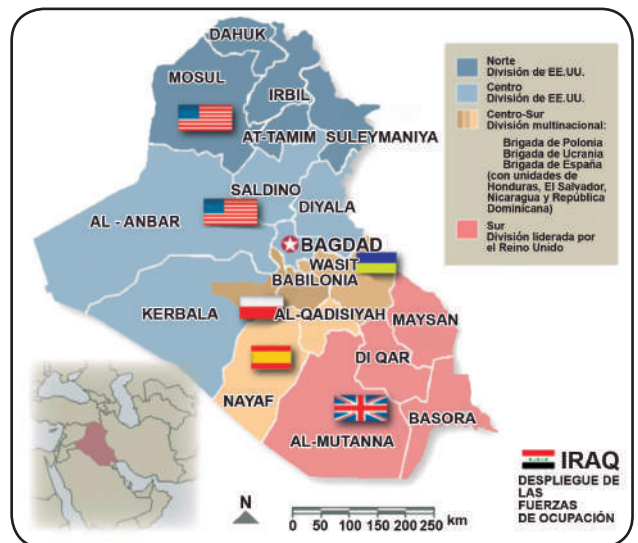 DAHUK
MOSUL
IRBIL
AT-TAMIM
SULEYMANIYA
SALDINO
DIYALA
AL - ANBAR
BAGDAD
WASIT
BABILONIA
KERBALA
AL-QADISIYAH
MAYSAN
DI QAR
NAYAF
BASORA
AL-MUTANNA
Norte
División de EE.UU.
Centro
División de EE.UU.
Centro-Sur
División multinacional:
Brigada de Polonia
Brigada de Ucrania
Brigada de España
(con unidades de
Honduras, El Salvador,
Nicaragua y República
Dominicana)
Sur
División liderada por
el Reino Unido
N
0 50 100 150 200 250 km
IRAQ
DESPLIEGUE DE
LAS
FUERZAS
DE OCUPACIÓN